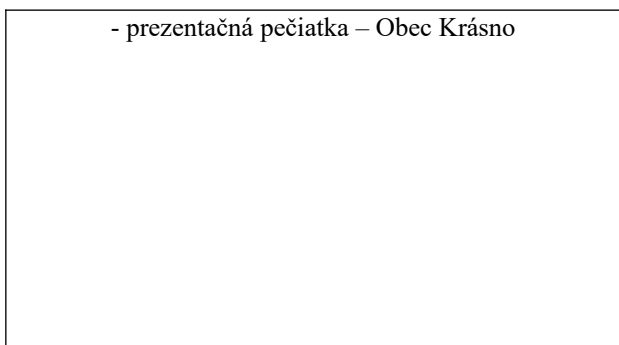 - prezentačná pečiatka – Obec Krásno